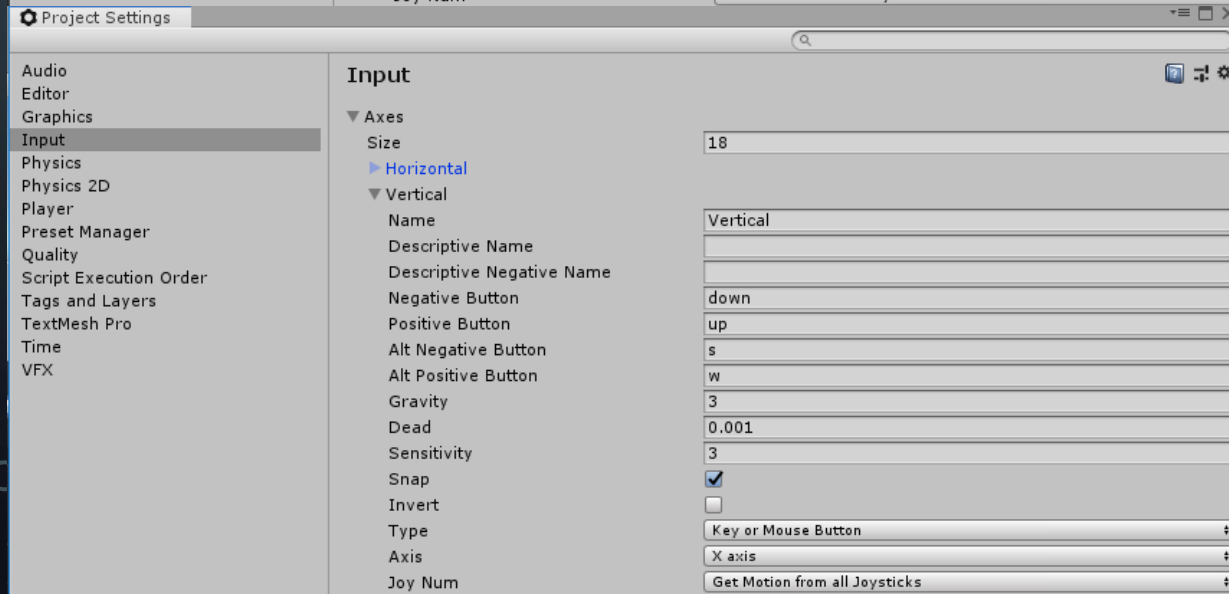 Project Settings
Audio
Editor
Graphics
Input
Physics
Physics 2D
Player
Preset Manager
Quality
Script Execution Order
Tags and Layers
TextMesh Pro
Time
VFX
Input
Axes
Size 18
Horizontal
Vertical
Name Vertical
Descriptive Name
Descriptive Negative Name
Negative Button down
Positive Button up
Alt Negative Button s
Alt Positive Button w
Gravity 3
Dead 0.001
Sensitivity 3
Snap
Invert
Type Key or Mouse Button
Axis X axis
Joy Num Get Motion from all Joysticks